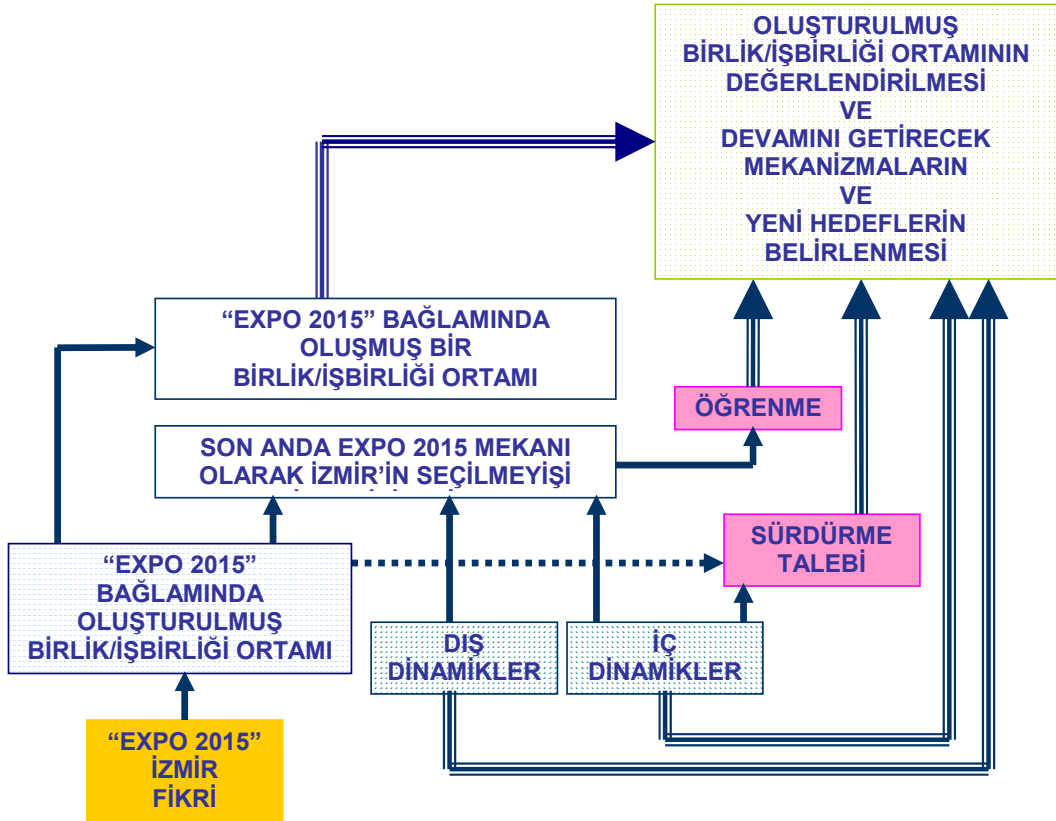 OLUŞTURULMUŞ
BİRLİK/İŞBİRLİĞİ ORTAMININ
DEĞERLENDİRİLMESİ
VE
DEVAMINI GETİRECEK
MEKANİZMALARIN
VE
YENİ HEDEFLERİN
BELİRLENMESİ
“EXPO 2015” BAĞLAMINDA
OLUŞMUŞ BİR
BİRLİK/İŞBİRLİĞİ ORTAMI
ÖĞRENME
SON ANDA EXPO 2015 MEKANI
OLARAK İZMİR’İN SEÇİLMEYİŞİ
SÜRDÜRME
TALEBİ
“EXPO 2015”
BAĞLAMINDA
OLUŞTURULMUŞ
BİRLİK/İŞBİRLİĞİ ORTAMI
DIŞ
DİNAMİKLER
İÇ
DİNAMİKLER
“EXPO 2015”
İZMİR
FİKRİ